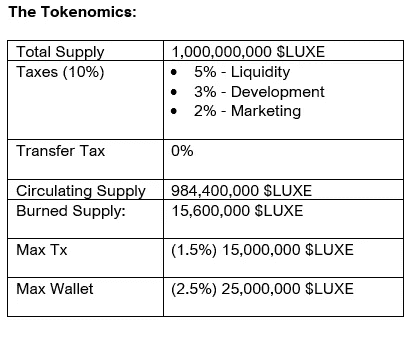 The Tokenomics:
Total Supply 1,000,000,000 $LUXE
Taxes (10%) • 5% - Liquidity
• 3% - Development
• 2% - Marketing
Transfer Tax 0%
Circulating Supply 984,400,000 $LUXE
Burned Supply: 15,600,000 $LUXE
Max Tx (1.5%) 15,000,000 $LUXE
Max Wallet (2.5%) 25,000,000 $LUXE